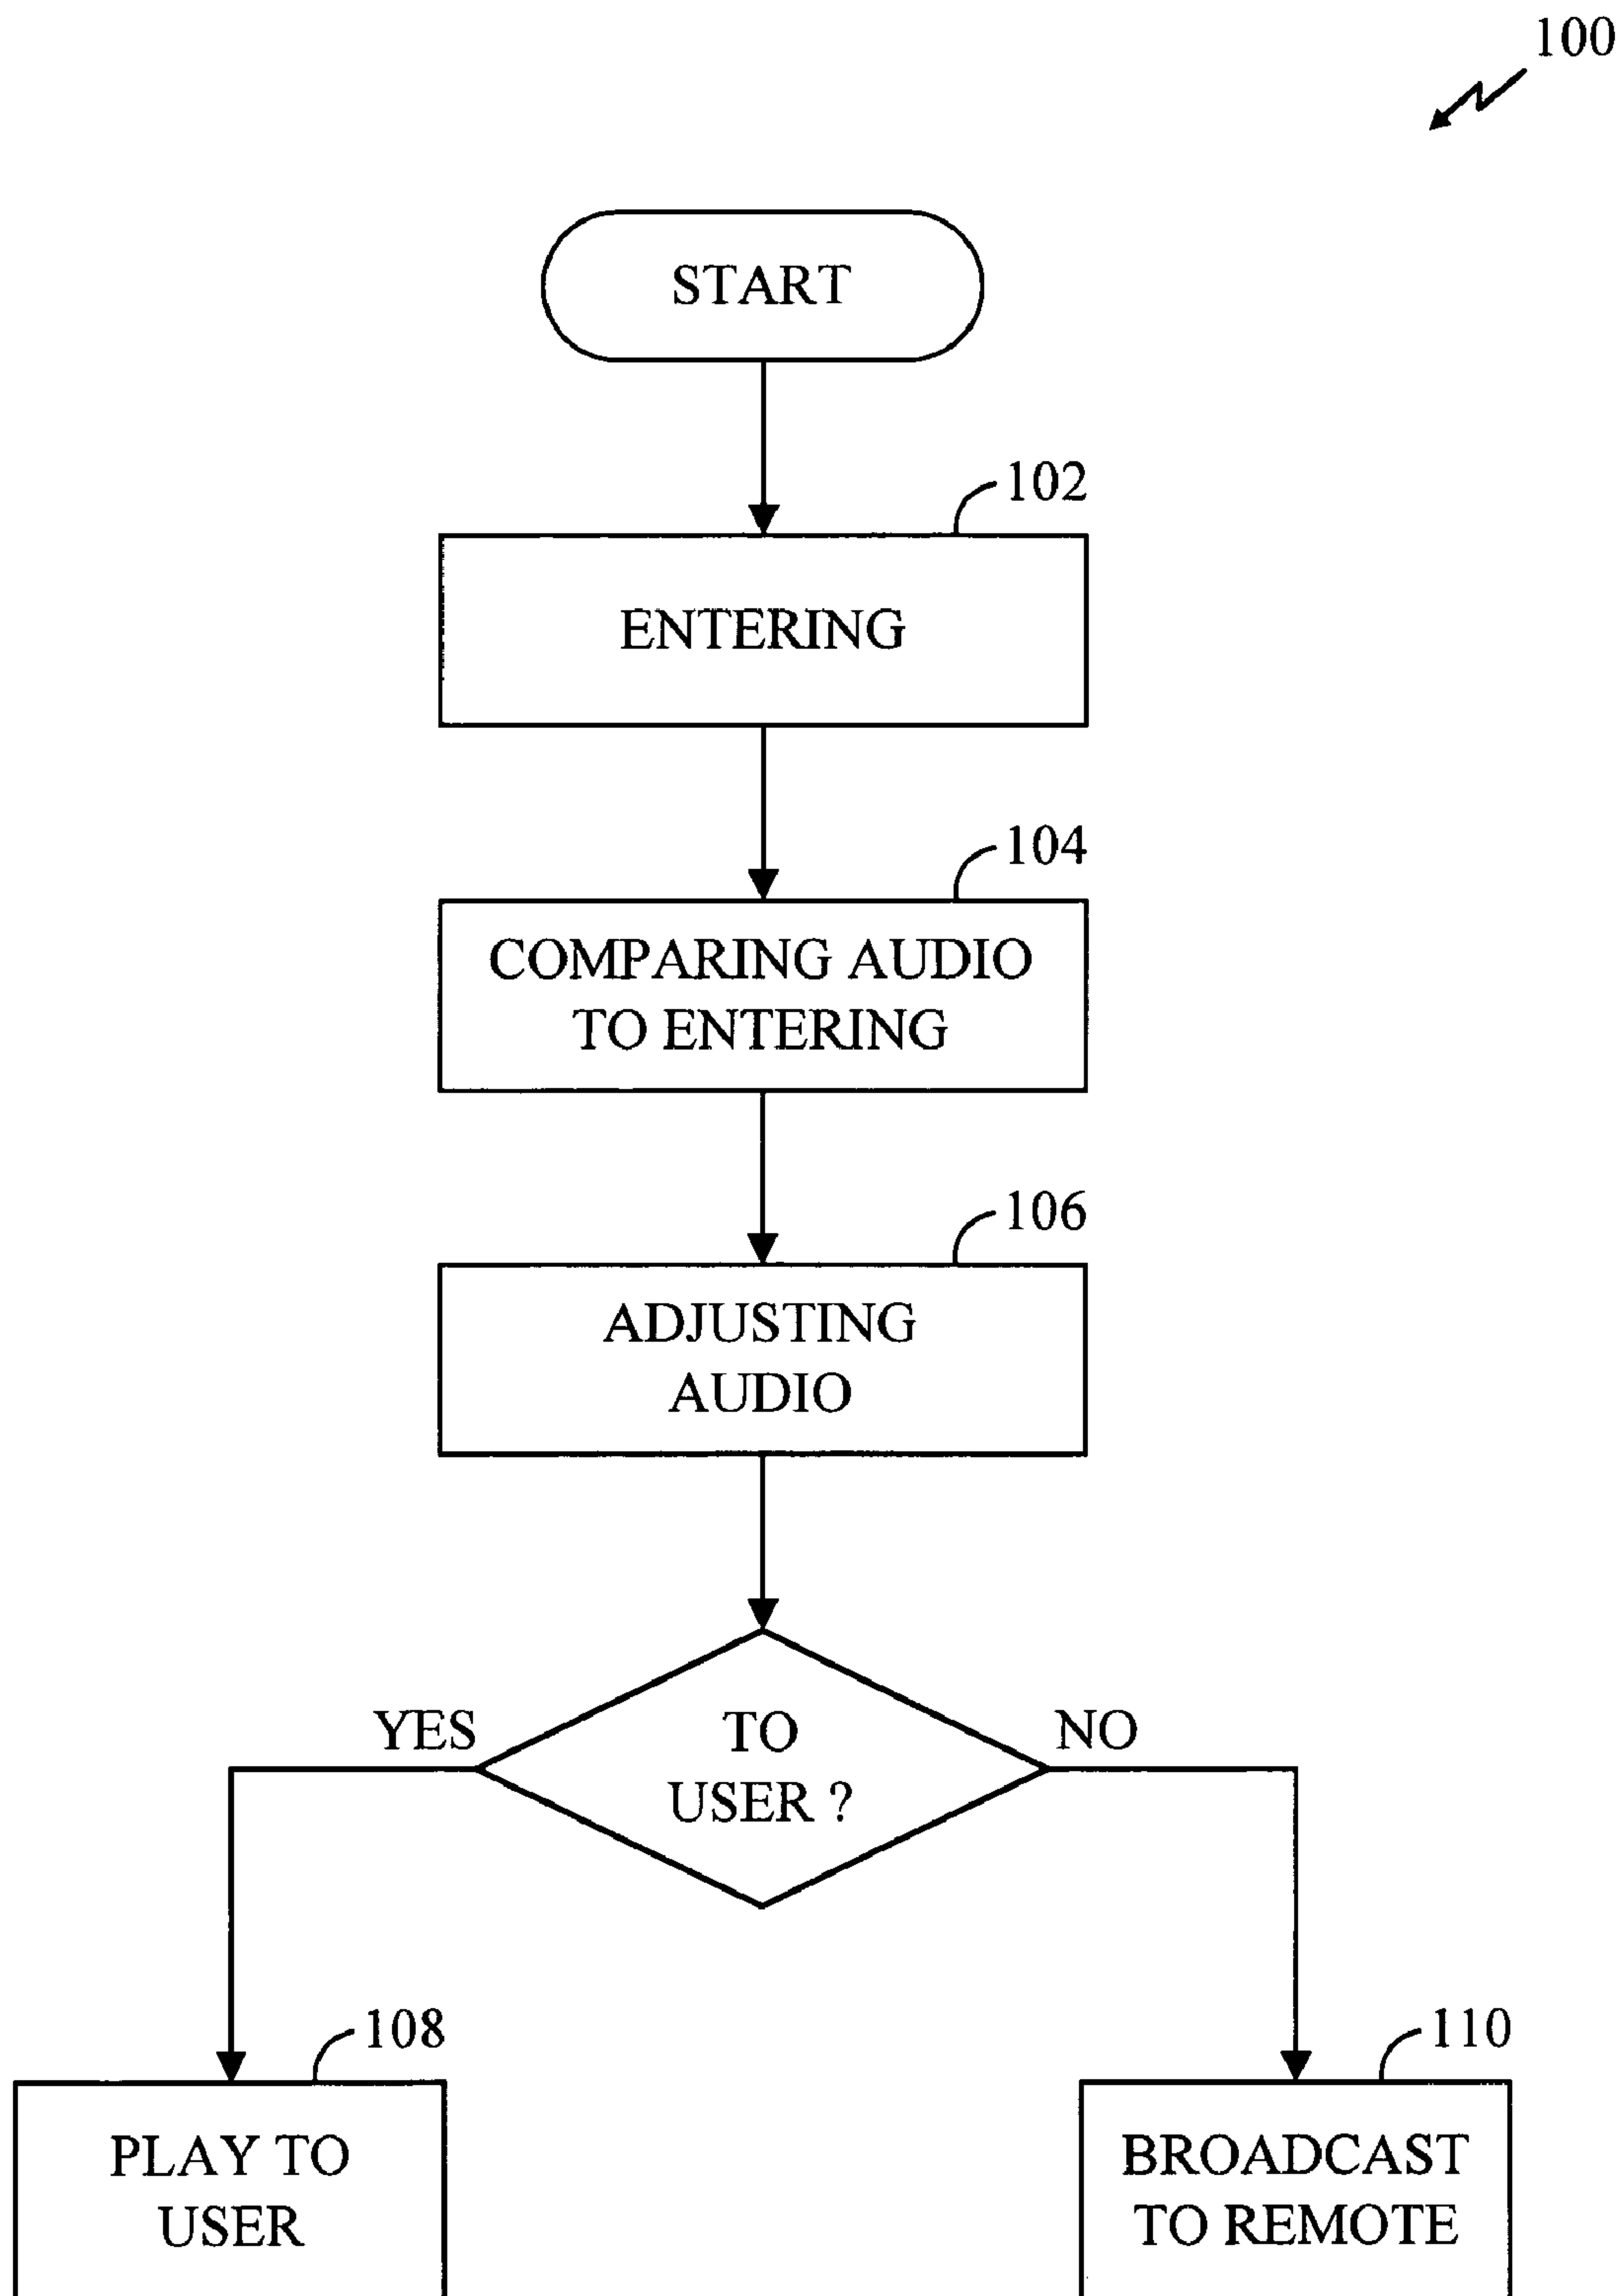 100
START
102
ENTERING
104
COMPARING AUDIO
TO ENTERING
106
ADJUSTING
AUDIO
YES
TO
USER ?
NO
108
PLAY TO
USER
110
BROADCAST
TO REMOTE